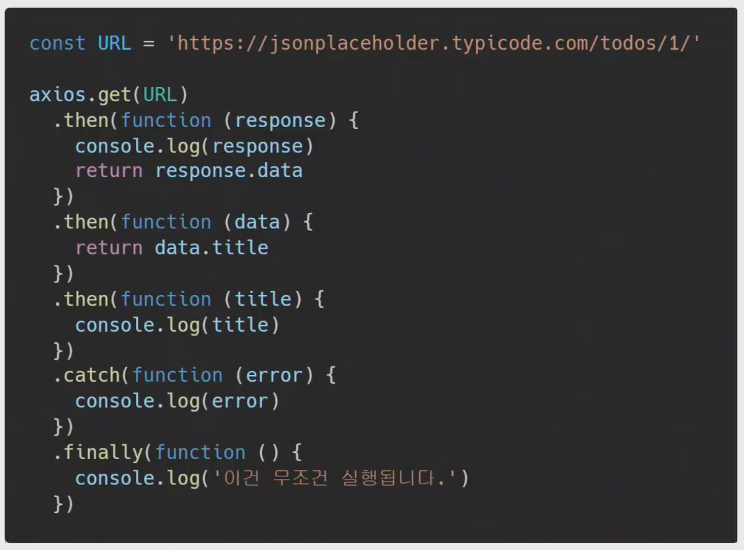 const URL = 'https://jsonplaceholder.typicode.com/todos/1/'
axios.get(URL)
.then(function (response) {
console.log(response)
return response.data
})
.then(function (data) {
return data.title
})
.then(function (title) {
console.log(title)
})
.catch(function (error) {
console.log(error)
})
.finally(function () {
console.log('이건 무조건 실행됩니다.')
})